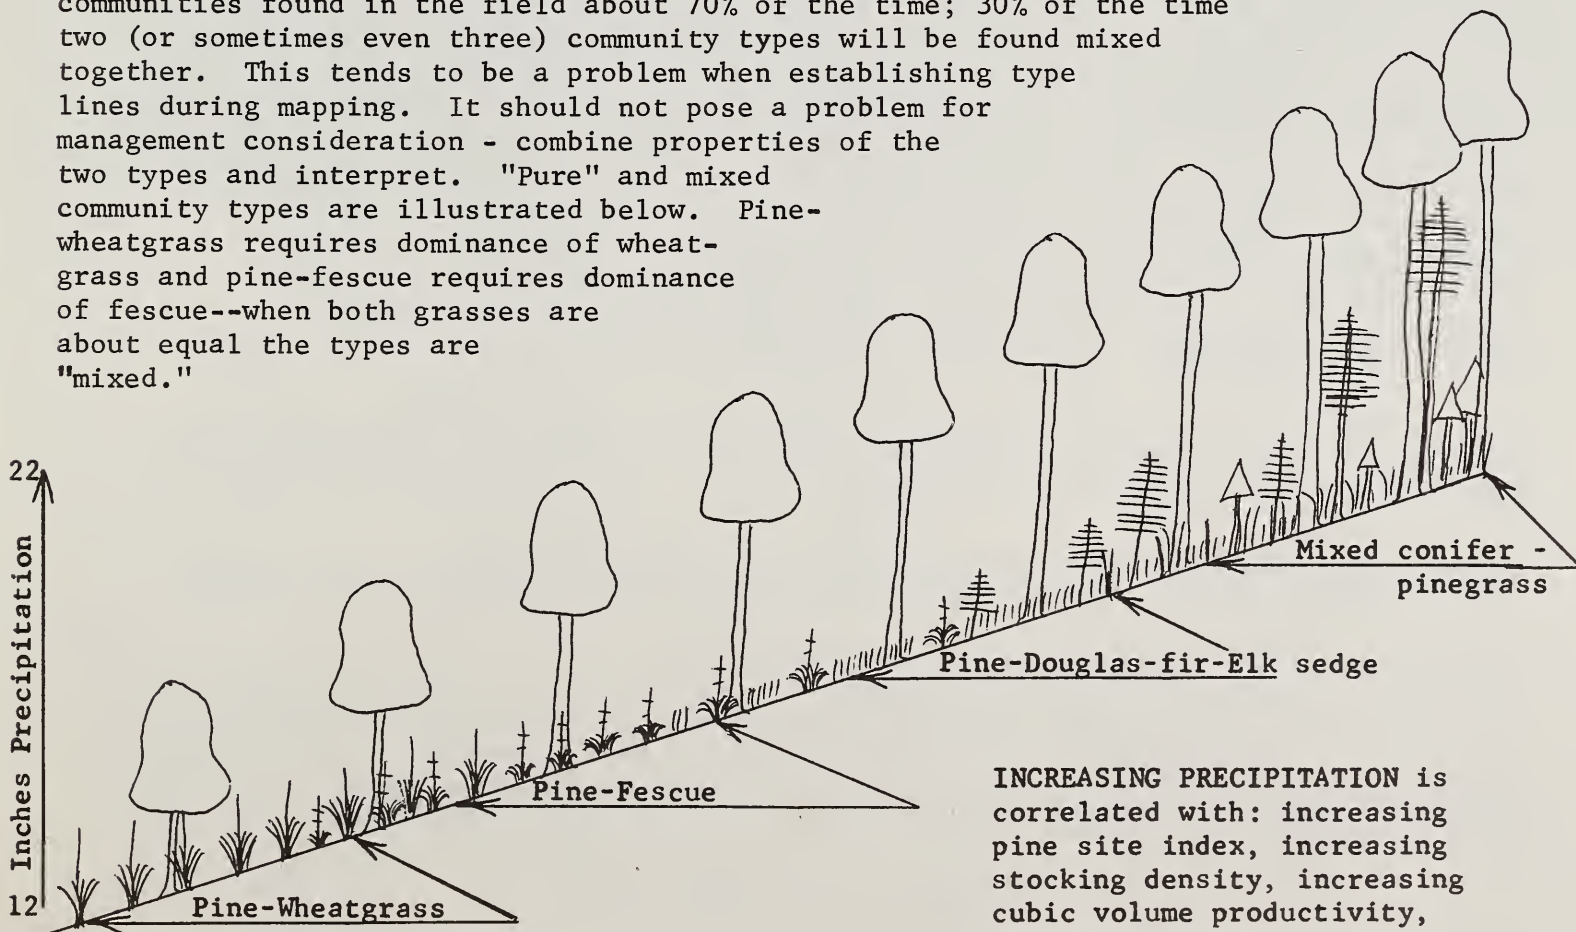 communities found in the field about 70% of the time; 30% of the time
two (or sometimes even three) community types will be found mixed
together. This tends to be a problem when establishing type
lines during mapping. It should not pose a problem for
management consideration - combine properties of the
two types and interpret. "Pure" and mixed
community types are illustrated below. Pine-
wheatgrass requires dominance of wheat-
grass and pine-fescue requires dominance
of fescue--when both grasses are
about equal the types are
"mixed."
22
Inches Precipitation
12
Mixed conifer -
pinegrass
Pine-Douglas-fir-Elk sedge
Pine-Fescue
Pine-Wheatgrass
INCREASING PRECIPITATION is
correlated with: increasing
pine site index, increasing
stocking density, increasing
cubic volume productivity,